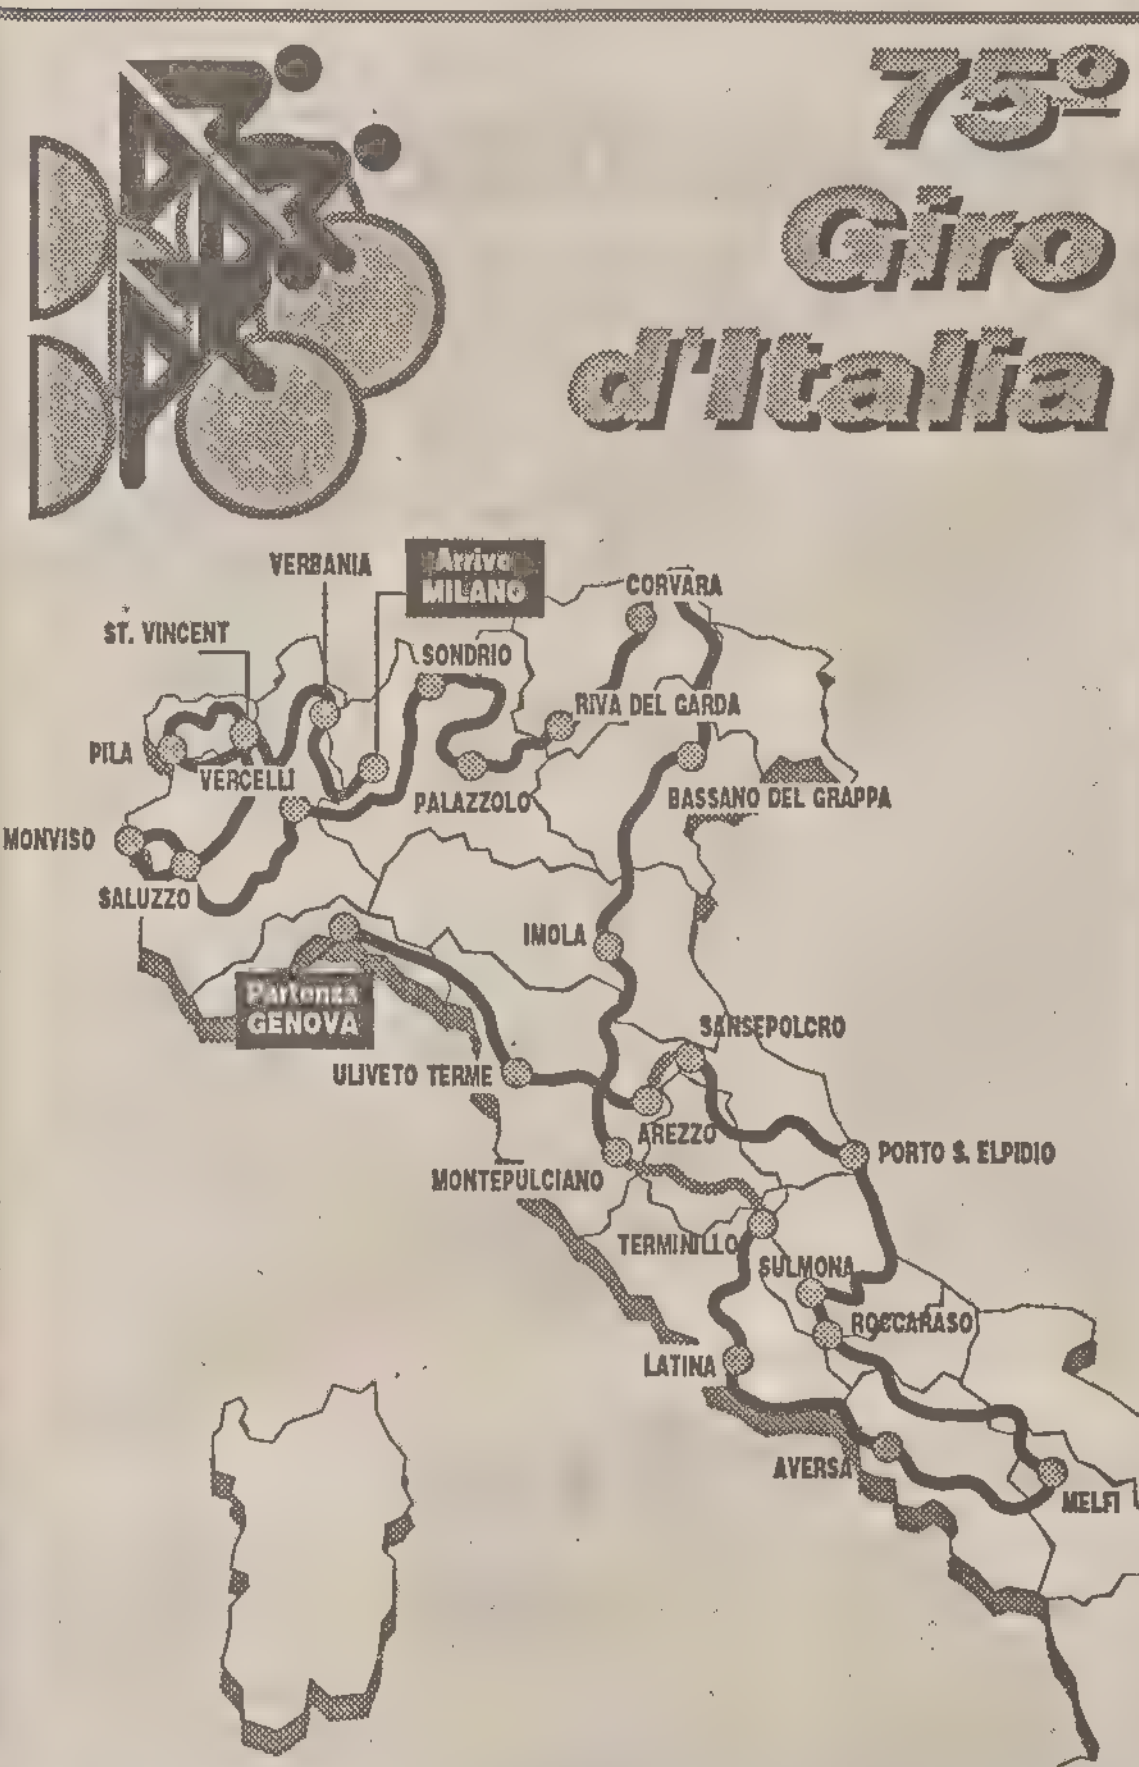 75º
Giro
d'Italia
VERBANIA
Arrivo
MILANO
CORVARA
ST. VINCENT
SONDRIO
RIVA DEL GARDA
PILA
VERCELLI
PALAZZOLO
BASSANO DEL GRAPPA
MONVISO
SALUZZO
IMOLA
Partenza
GENOVA
SANSEPOLCRO
ULIVETO TERME
AREZZO
PORTO S. ELPIDIO
MONTEPULCIANO
TERMINILLO
SULMONA
ROCCARASO
LATINA
AVERSA
MELFI